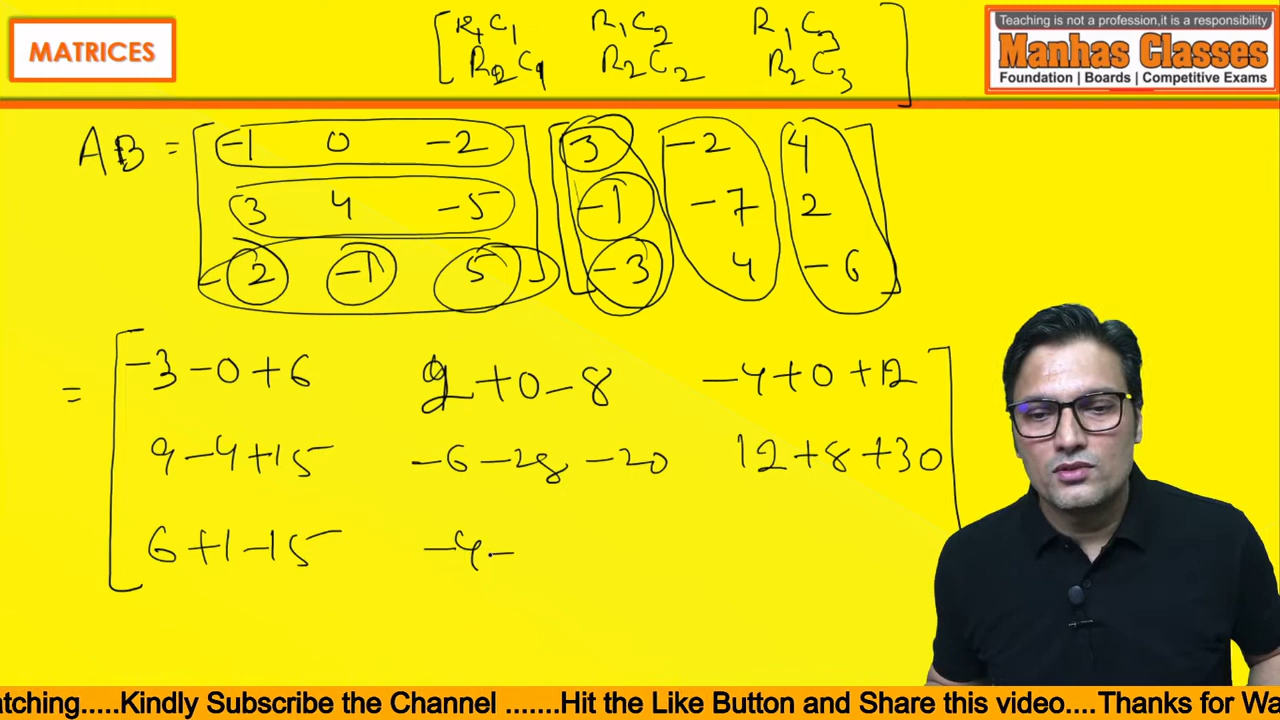 MATRICES
R1C1 R1C2 R1C3
R2C1 R2C2 R2C3
Teaching is not a profession,it is a responsibility
Manhas Classes
Foundation | Boards | Competitive Exams
AB = [ -1 0 -2 ] [ 3 -2 4 ]
3 4 -5 -1 -7 2
2 -1 5 -3 4 -6
= [ -3-0+6 2+0-8 -4+0+12 ]
9-4+15 -6-28-20 12+8+30
6+1-15 -4-
atching.....Kindly Subscribe the Channel .......Hit the Like Button and Share this video....Thanks for Wa